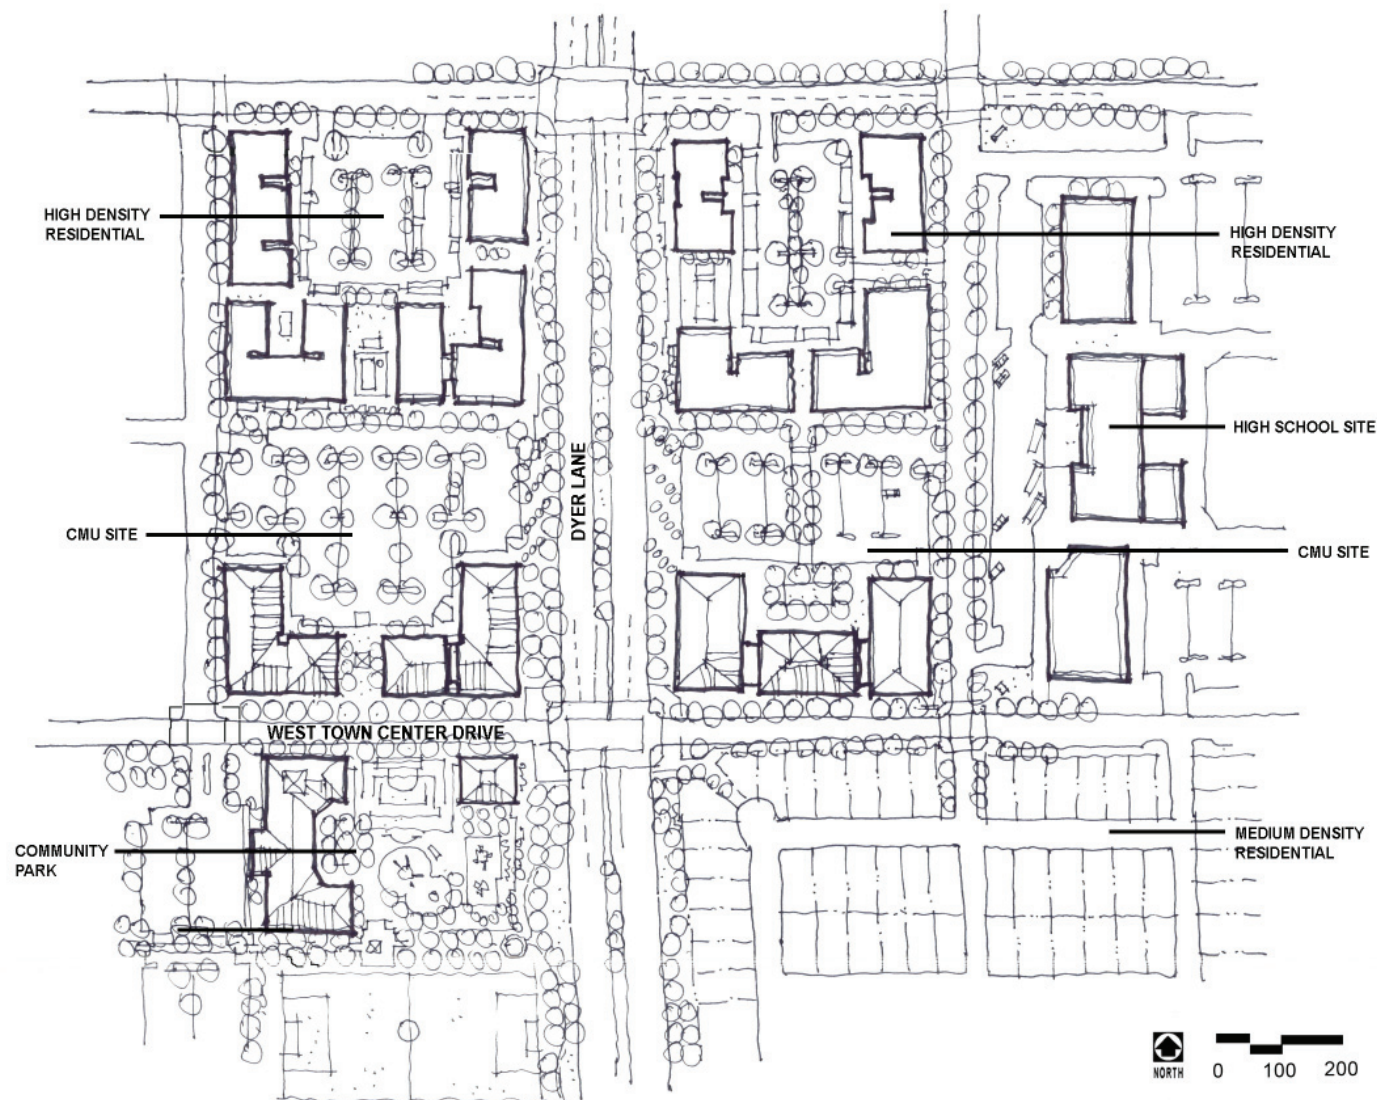 HIGH DENSITY
RESIDENTIAL
HIGH DENSITY
RESIDENTIAL
HIGH SCHOOL SITE
DYER LANE
CMU SITE
CMU SITE
WEST TOWN CENTER DRIVE
MEDIUM DENSITY
RESIDENTIAL
COMMUNITY
PARK
NORTH
0 100 200